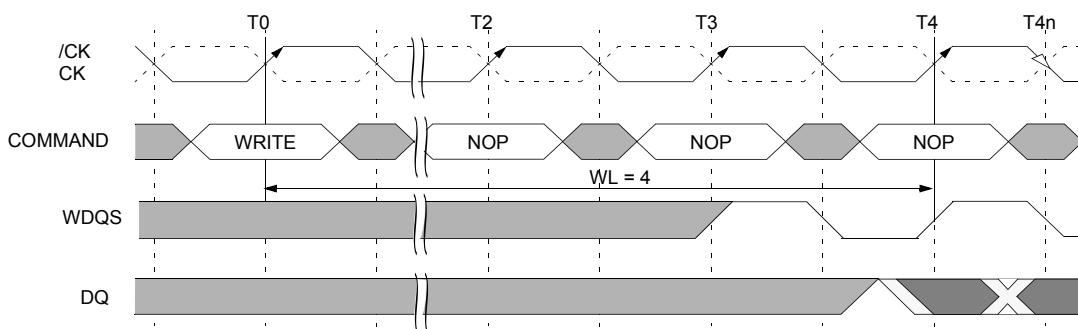 T0 T2 T3 T4 T4n
/CK
CK
COMMAND WRITE NOP NOP NOP
WL = 4
WDQS
DQ